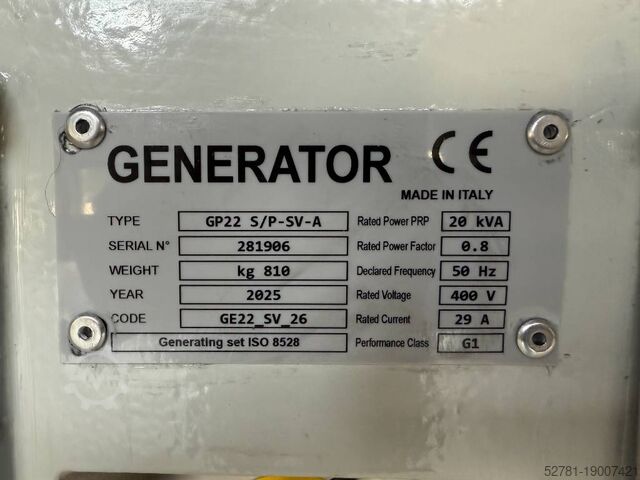 GENERATOR CE
MADE IN ITALY
TYPE GP22 S/P-SV-A Rated Power PRP 20 kVA
SERIAL N° 281906 Rated Power Factor 0.8
WEIGHT kg 810 Declared Frequency 50 Hz
YEAR 2025 Rated Voltage 400 V
CODE GE22_SV_26 Rated Current 29 A
Generating set ISO 8528 Performance Class G1
52781-19007421